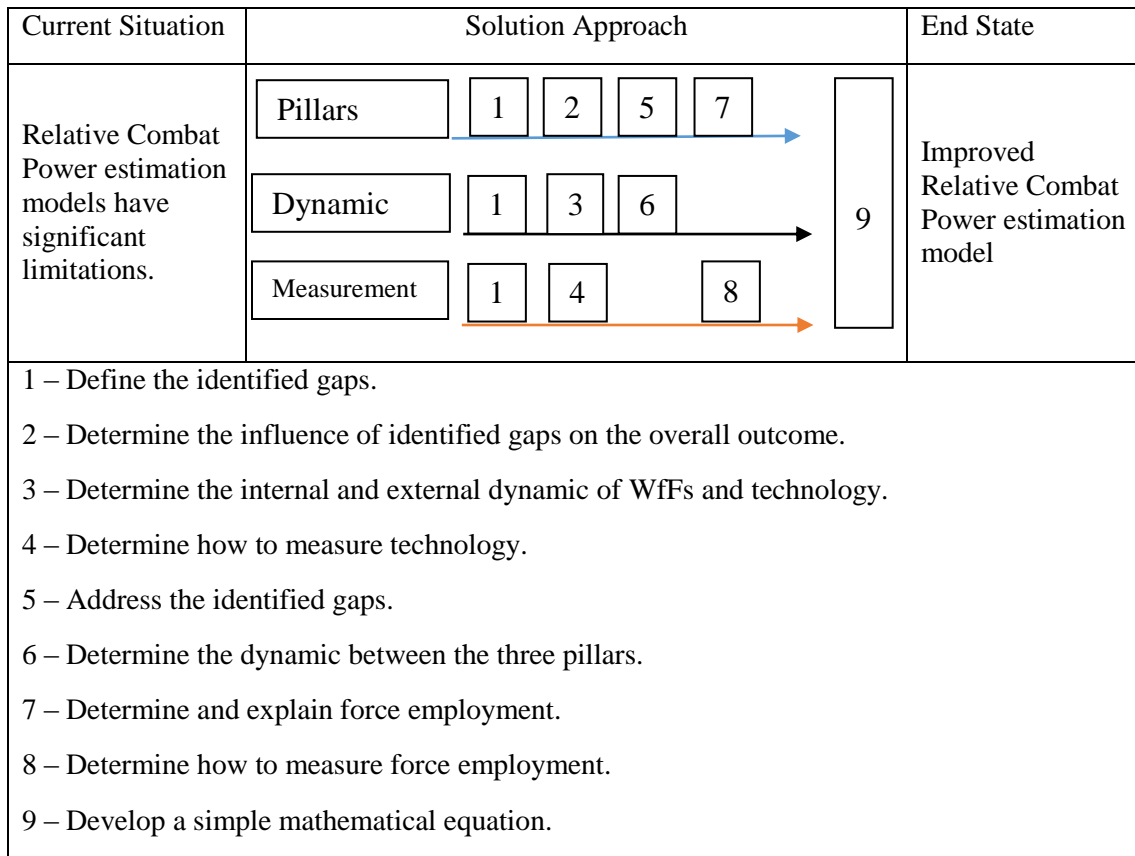 Current Situation
Solution Approach
End State
Relative Combat
Power estimation
models have
significant
limitations.
Pillars
1 2 5 7
Dynamic
1 3 6
Measurement
1 4 8
9
Improved
Relative Combat
Power estimation
model
1 – Define the identified gaps.
2 – Determine the influence of identified gaps on the overall outcome.
3 – Determine the internal and external dynamic of WfFs and technology.
4 – Determine how to measure technology.
5 – Address the identified gaps.
6 – Determine the dynamic between the three pillars.
7 – Determine and explain force employment.
8 – Determine how to measure force employment.
9 – Develop a simple mathematical equation.